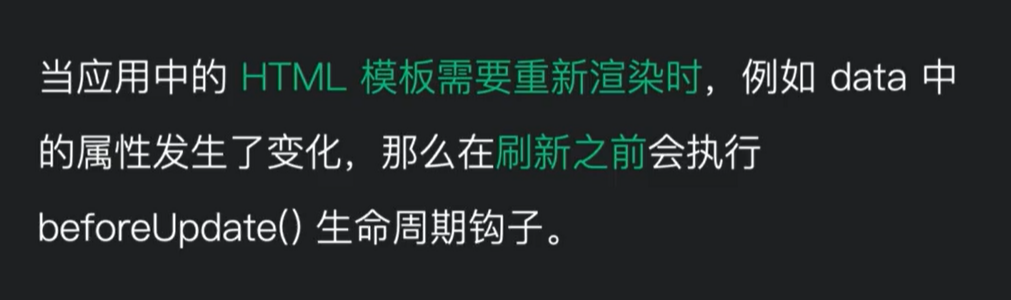 当应用中的 HTML 模板需要重新渲染时，例如 data 中
的属性发生了变化，那么在刷新之前会执行
beforeUpdate() 生命周期钩子。